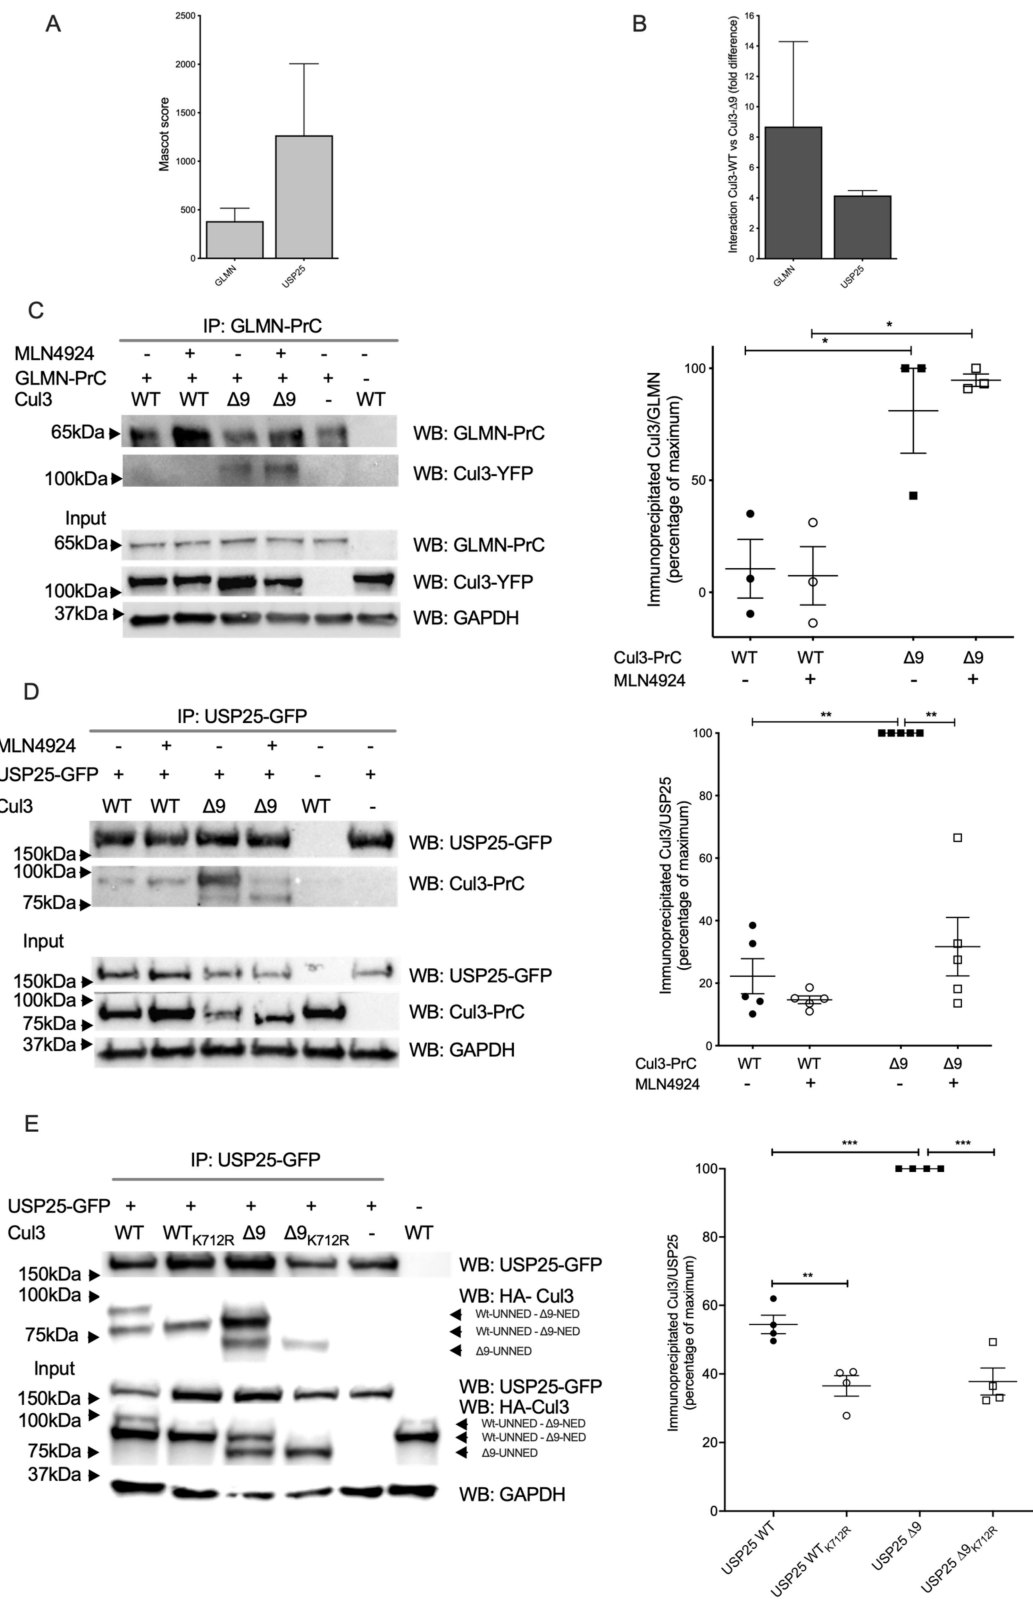 A
2500
2000
1500
1000
500
0
Mascot score
GLMN
USP25
B
16
14
12
10
8
6
4
2
0
Interaction Cul3-WT vs Cul3-Δ9 (fold difference)
GLMN
USP25
C
IP: GLMN-PrC
MLN4924 - + - + - -
GLMN-PrC + + + + + -
Cul3 WT WT Δ9 Δ9 - WT
65kDa WB: GLMN-PrC
100kDa WB: Cul3-YFP
Input
65kDa WB: GLMN-PrC
100kDa WB: Cul3-YFP
37kDa WB: GAPDH
*
*
100
50
0
Immunoprecipitated Cul3/GLMN
(percentage of maximum)
Cul3-PrC WT WT Δ9 Δ9
MLN4924 - + - +
D
IP: USP25-GFP
MLN4924 - + - + - -
USP25-GFP + + + + - +
Cul3 WT WT Δ9 Δ9 WT -
150kDa WB: USP25-GFP
100kDa
75kDa WB: Cul3-PrC
Input
150kDa WB: USP25-GFP
100kDa
75kDa WB: Cul3-PrC
37kDa WB: GAPDH
** **
100
80
60
40
20
0
Immunoprecipitated Cul3/USP25
(percentage of maximum)
Cul3-PrC WT WT Δ9 Δ9
MLN4924 - + - +
E
IP: USP25-GFP
USP25-GFP + + + + + -
Cul3 WT WTK712R Δ9 Δ9K712R - WT
150kDa WB: USP25-GFP
100kDa WB: HA- Cul3
Wt-UNNED - Δ9-NED
75kDa Wt-UNNED - Δ9-NED
Δ9-UNNED
Input
150kDa WB: USP25-GFP
100kDa WB: HA-Cul3
Wt-UNNED - Δ9-NED
Wt-UNNED - Δ9-NED
75kDa Δ9-UNNED
37kDa
WB: GAPDH
*** ***
**
100
80
60
40
20
0
Immunoprecipitated Cul3/USP25
(percentage of maximum)
USP25 WT
USP25 WTK712R
USP25 Δ9
USP25 Δ9K712R